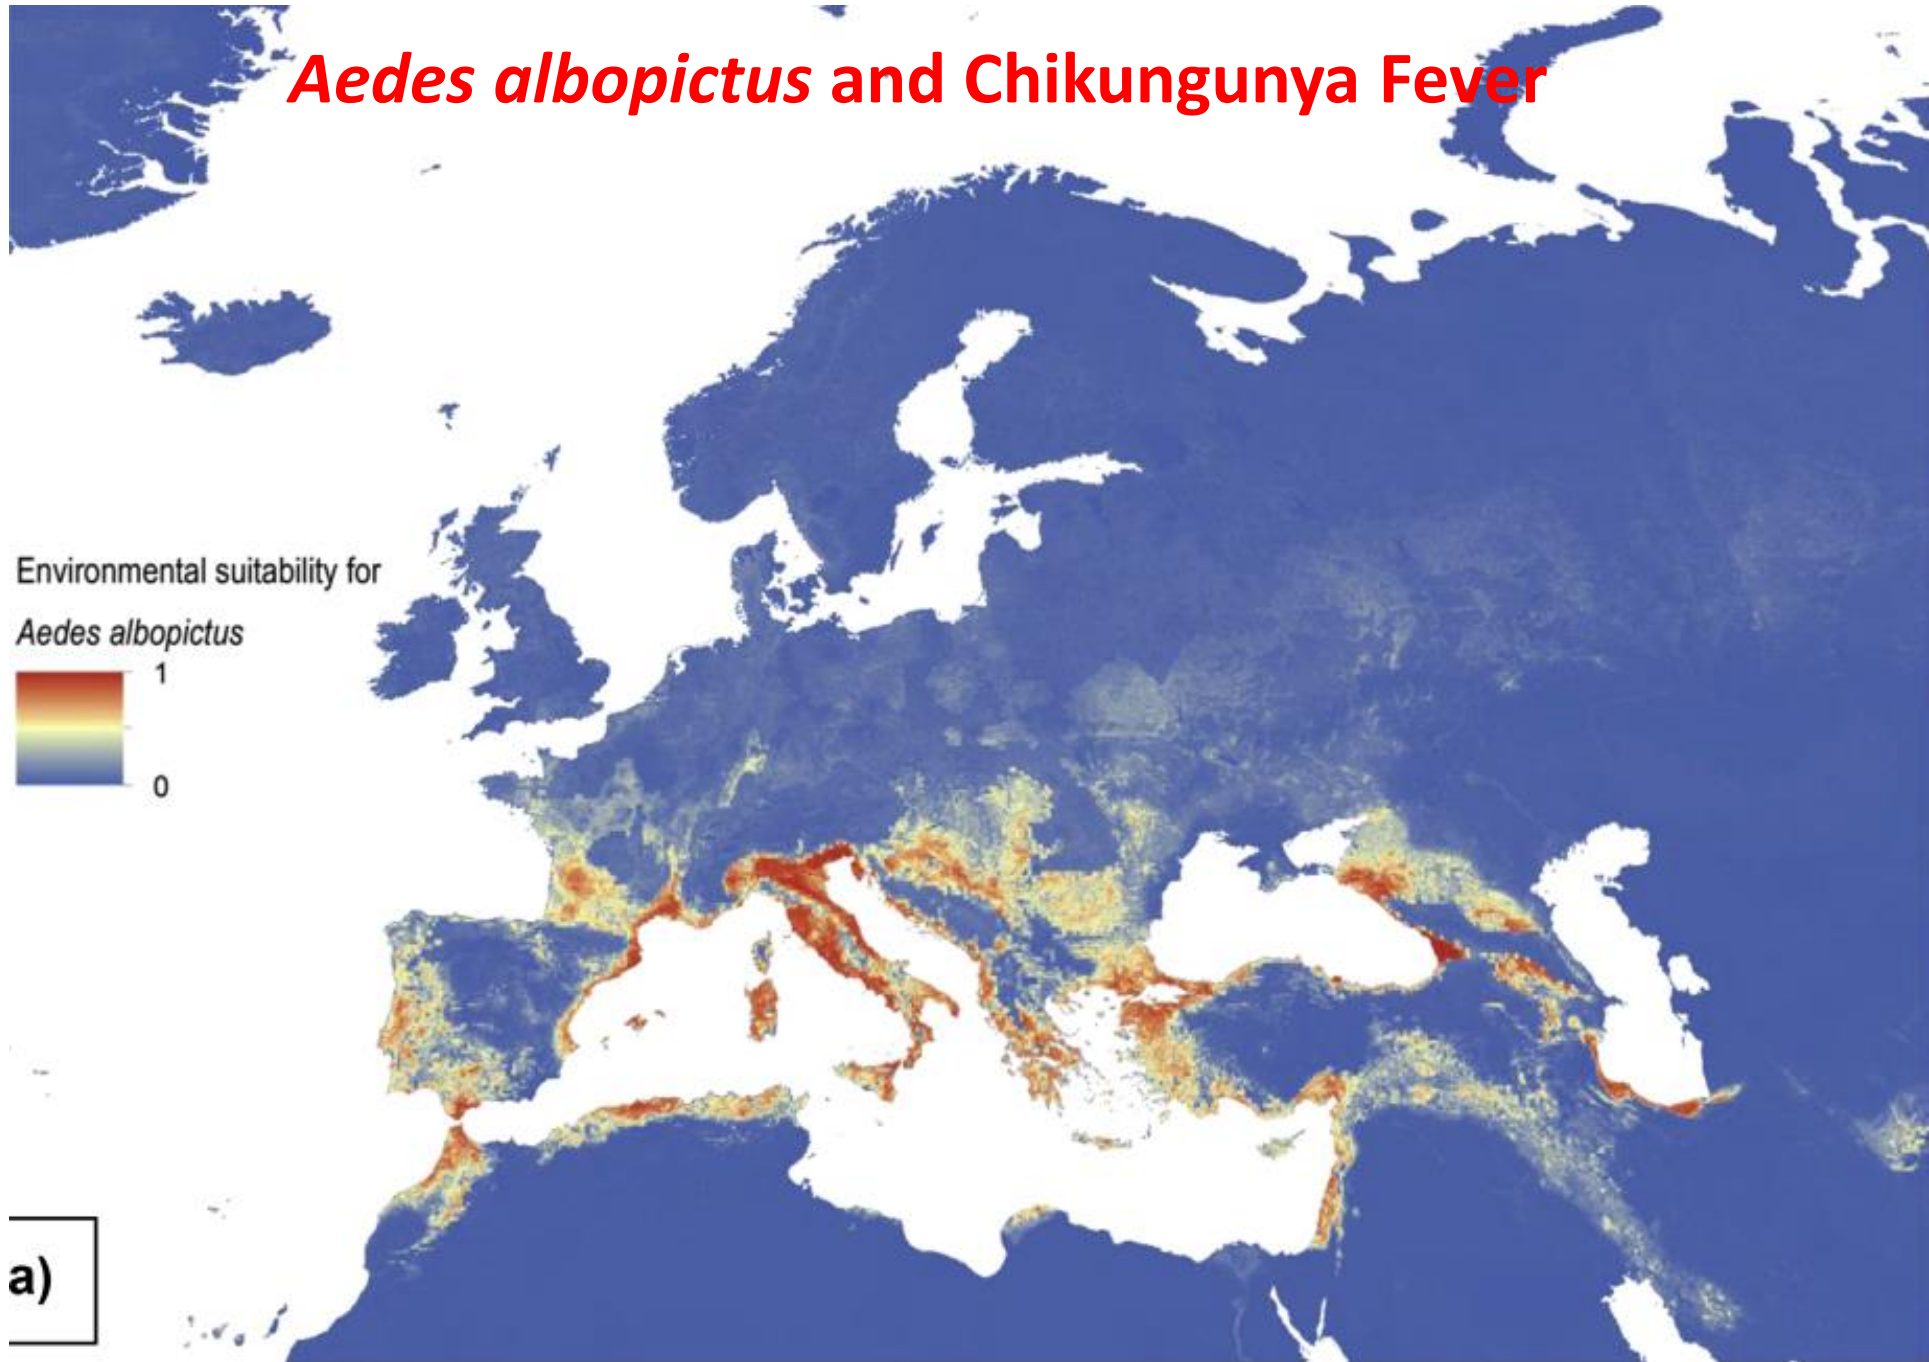 Aedes albopictus and Chikungunya Fever
Environmental suitability for
Aedes albopictus
1
0
a)